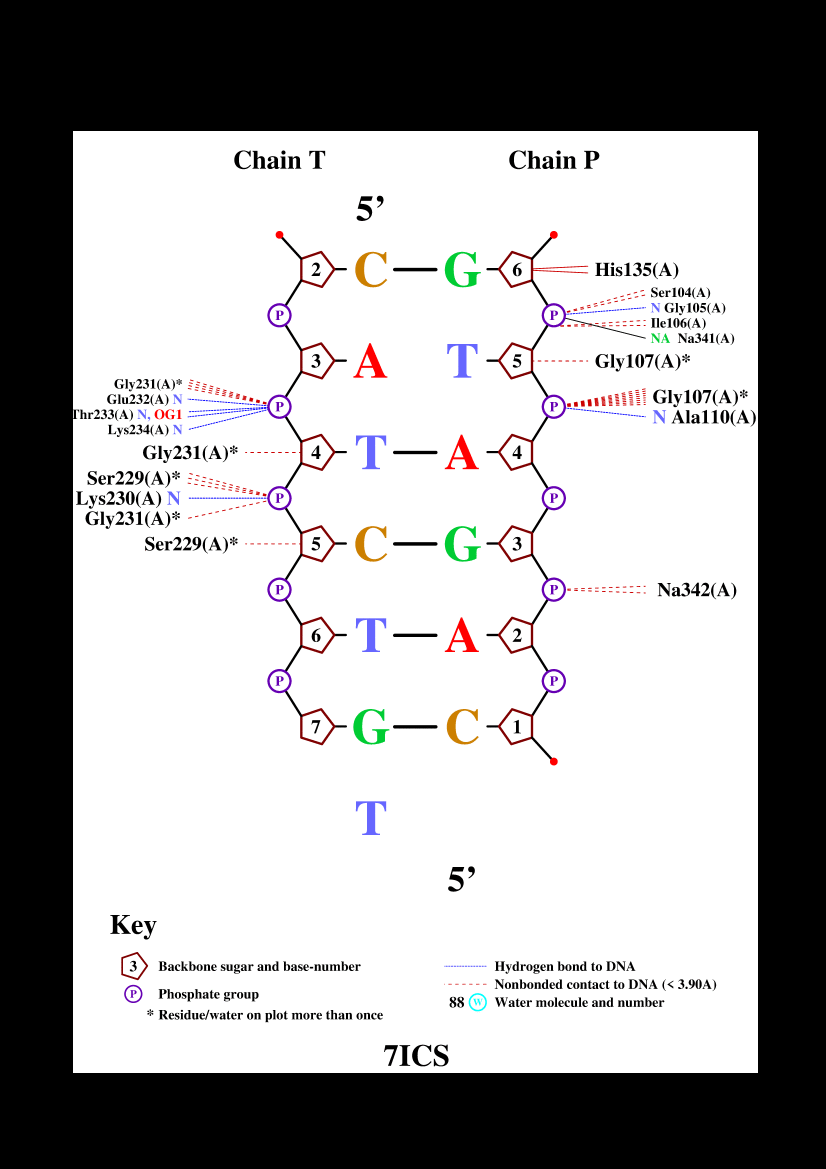 Chain T Chain P
5’
2 C G 6 His135(A)
Ser104(A)
P P N Gly105(A)
Ile106(A)
NA Na341(A)
3 A T 5 Gly107(A)*
Gly231(A)*
Glu232(A) N Gly107(A)*
P P
Thr233(A) N, OG1 N Ala110(A)
Lys234(A) N
Gly231(A)* 4 T A 4
Ser229(A)*
Lys230(A) N P P
Gly231(A)*
Ser229(A)* 5 C G 3
P P Na342(A)
6 T A 2
P P
7 G C 1
T
5’
Key
3 Backbone sugar and base-number
P Phosphate group
* Residue/water on plot more than once
Hydrogen bond to DNA
Nonbonded contact to DNA (< 3.90A)
88 W Water molecule and number
7ICS